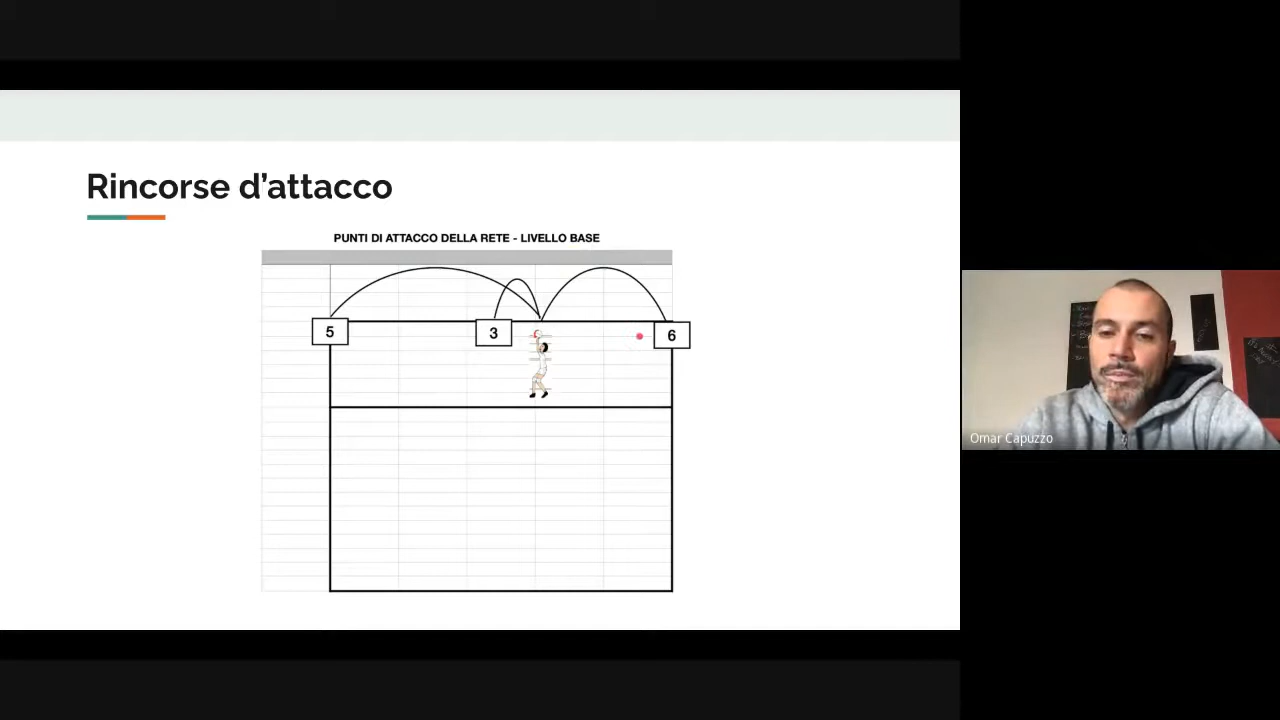 Rincorse d'attacco
PUNTI DI ATTACCO DELLA RETE - LIVELLO BASE
5
3
6
Omar Capuzzo